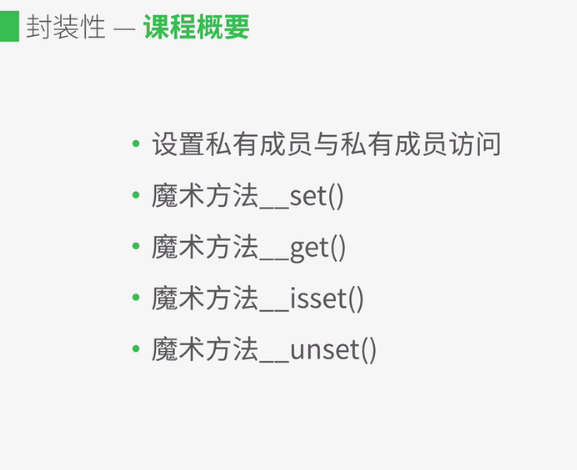 封装性 — 课程概要
• 设置私有成员与私有成员访问
• 魔术方法__set()
• 魔术方法__get()
• 魔术方法__isset()
• 魔术方法__unset()